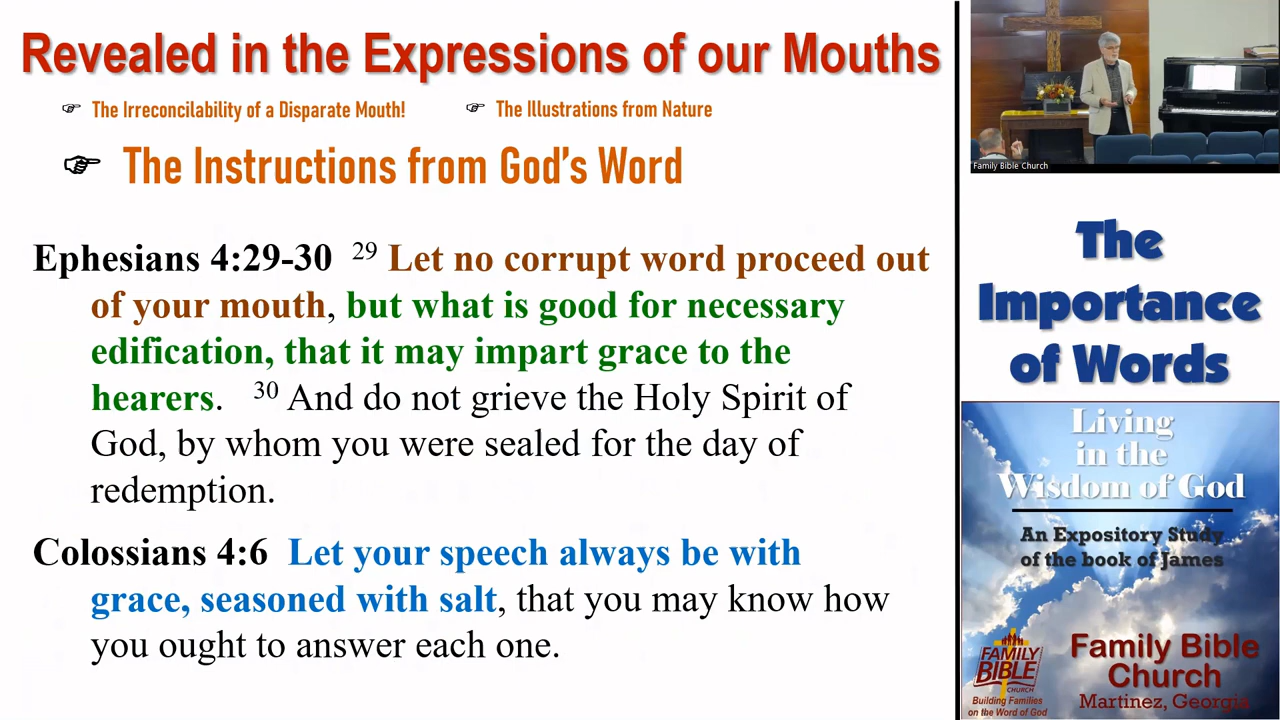 Revealed in the Expressions of our Mouths
The Irreconcilability of a Disparate Mouth!
The Illustrations from Nature
The Instructions from God's Word
Ephesians 4:29-30 29 Let no corrupt word proceed out
of your mouth, but what is good for necessary
edification, that it may impart grace to the
hearers. 30 And do not grieve the Holy Spirit of
God, by whom you were sealed for the day of
redemption.
Colossians 4:6 Let your speech always be with
grace, seasoned with salt, that you may know how
you ought to answer each one.
Family Bible Church
The
Importance
of Words
Living
in the
Wisdom of God
An Expository Study
of the book of James
FAMILY
BIBLE
CHURCH
Building Families
on the Word of God
Family Bible
Church
Martinez, Georgia